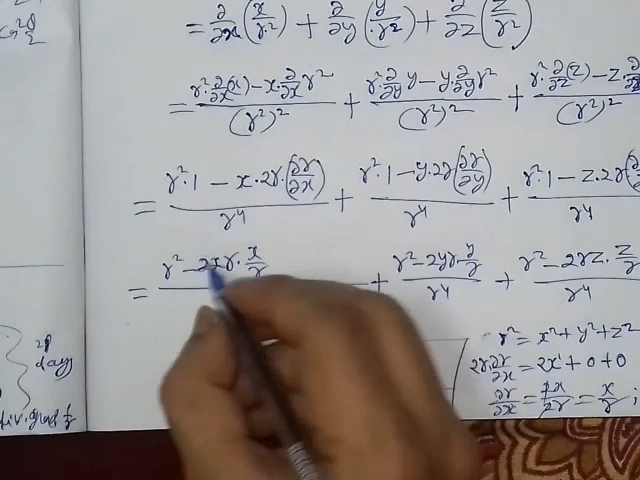 = ∂/∂x (x/r²) + ∂/∂y (y/r²) + ∂/∂z (z/r²)
= (r²·∂/∂x(x) − x·∂/∂x r²)/(r²)² + (r²·∂/∂y y − y·∂/∂y r²)/(r²)² + (r²·∂/∂z(z) − z·∂/∂z
= (r²·1 − x·2r·(∂r/∂x))/r⁴ + (r²·1 − y·2r(∂r/∂y))/r⁴ + (r²·1 − z·2r(
= r² − 2xr·x/r + (r² − 2yr·y/r)/r⁴ + (r² − 2rz·z/r)/r⁴
r² = x² + y² + z²
2r·∂r/∂x = 2x + 0 + 0
∂r/∂x = 2x/2r = x/r ;
days